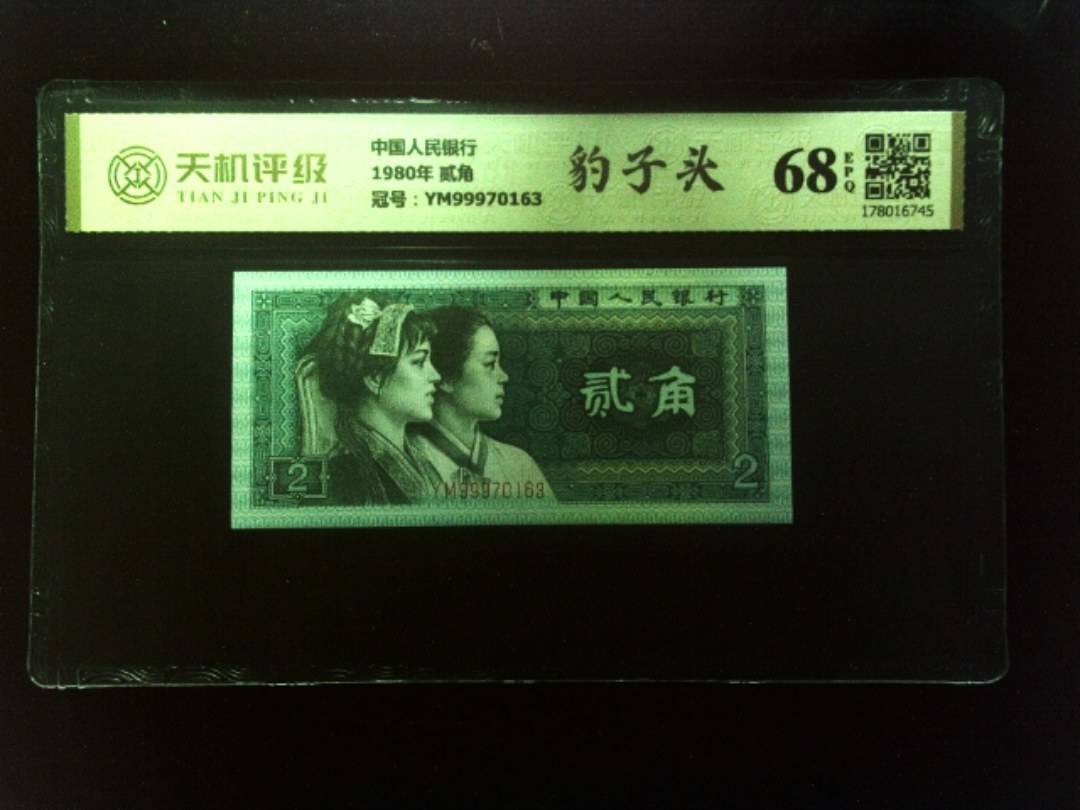 天机评级
TIAN JI PING JI
中国人民银行
1980年 贰角
冠号：YM99970163
豹子头
68
EPQ
178016745
中国人民银行
贰角
2
YM99970163
2